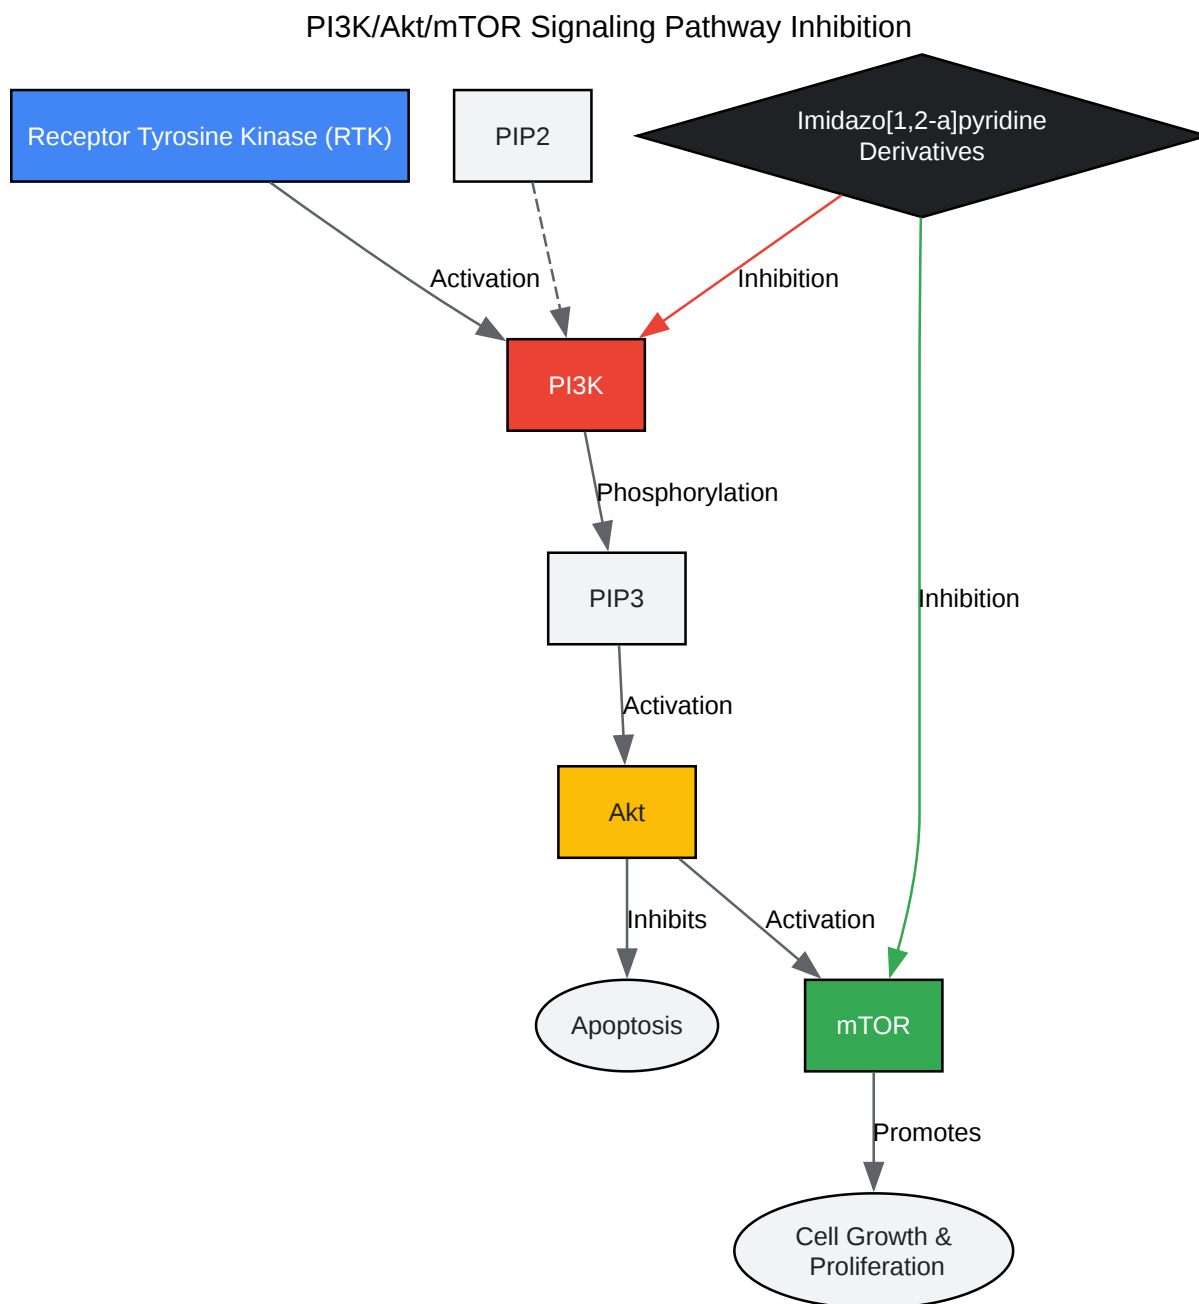 PI3K/Akt/mTOR Signaling Pathway Inhibition
Receptor Tyrosine Kinase (RTK)
PIP2
Imidazo[1,2-a]pyridine
Derivatives
Activation
Inhibition
PI3K
Phosphorylation
PIP3
Inhibition
Activation
Akt
Inhibits
Activation
Apoptosis
mTOR
Promotes
Cell Growth &
Proliferation